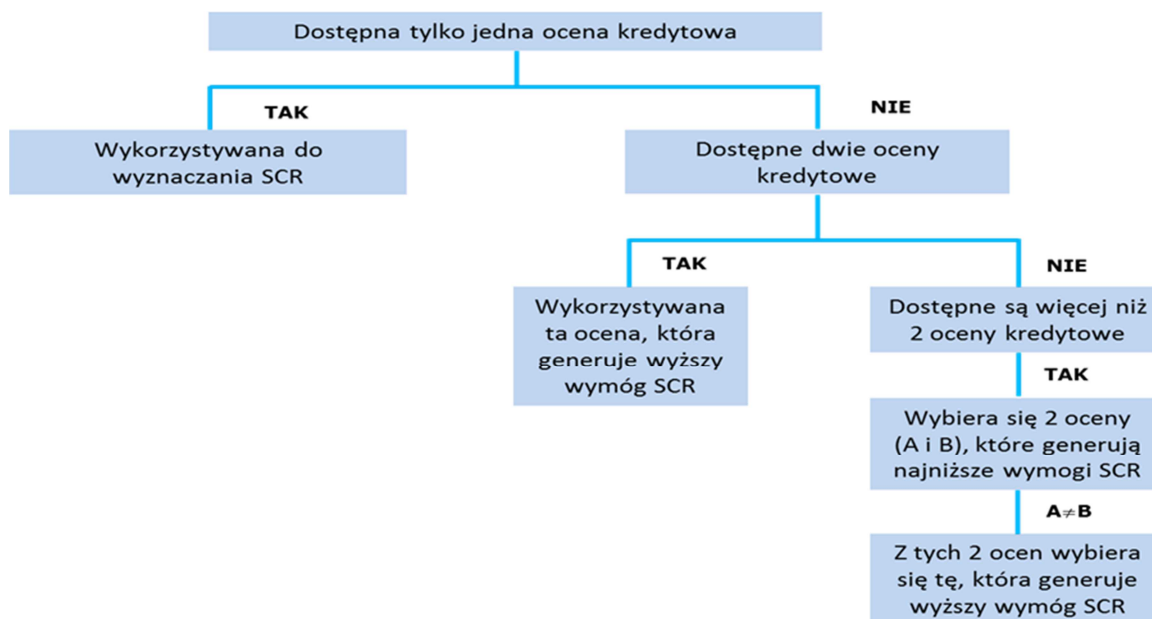 Dostępna tylko jedna ocena kredytowa
TAK
NIE
Wykorzystywana do
wyznaczania SCR
Dostępne dwie oceny
kredytowe
TAK
NIE
Wykorzystywana
ta ocena, która
generuje wyższy
wymóg SCR
Dostępne są więcej niż
2 oceny kredytowe
TAK
Wybiera się 2 oceny
(A i B), które generują
najniższe wymogi SCR
A≠B
Z tych 2 ocen wybiera
się tę, która generuje
wyższy wymóg SCR